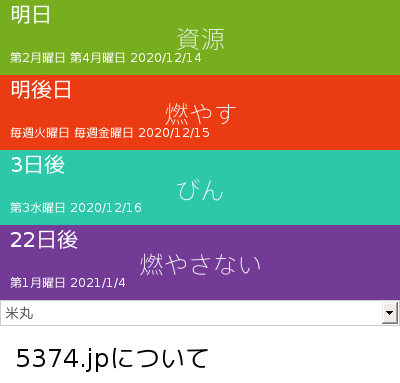 明日
資源
第2月曜日 第4月曜日 2020/12/14
明後日
燃やす
毎週火曜日 毎週金曜日 2020/12/15
3日後
びん
第3水曜日 2020/12/16
22日後
燃やさない
第1月曜日 2021/1/4
米丸
5374.jpについて